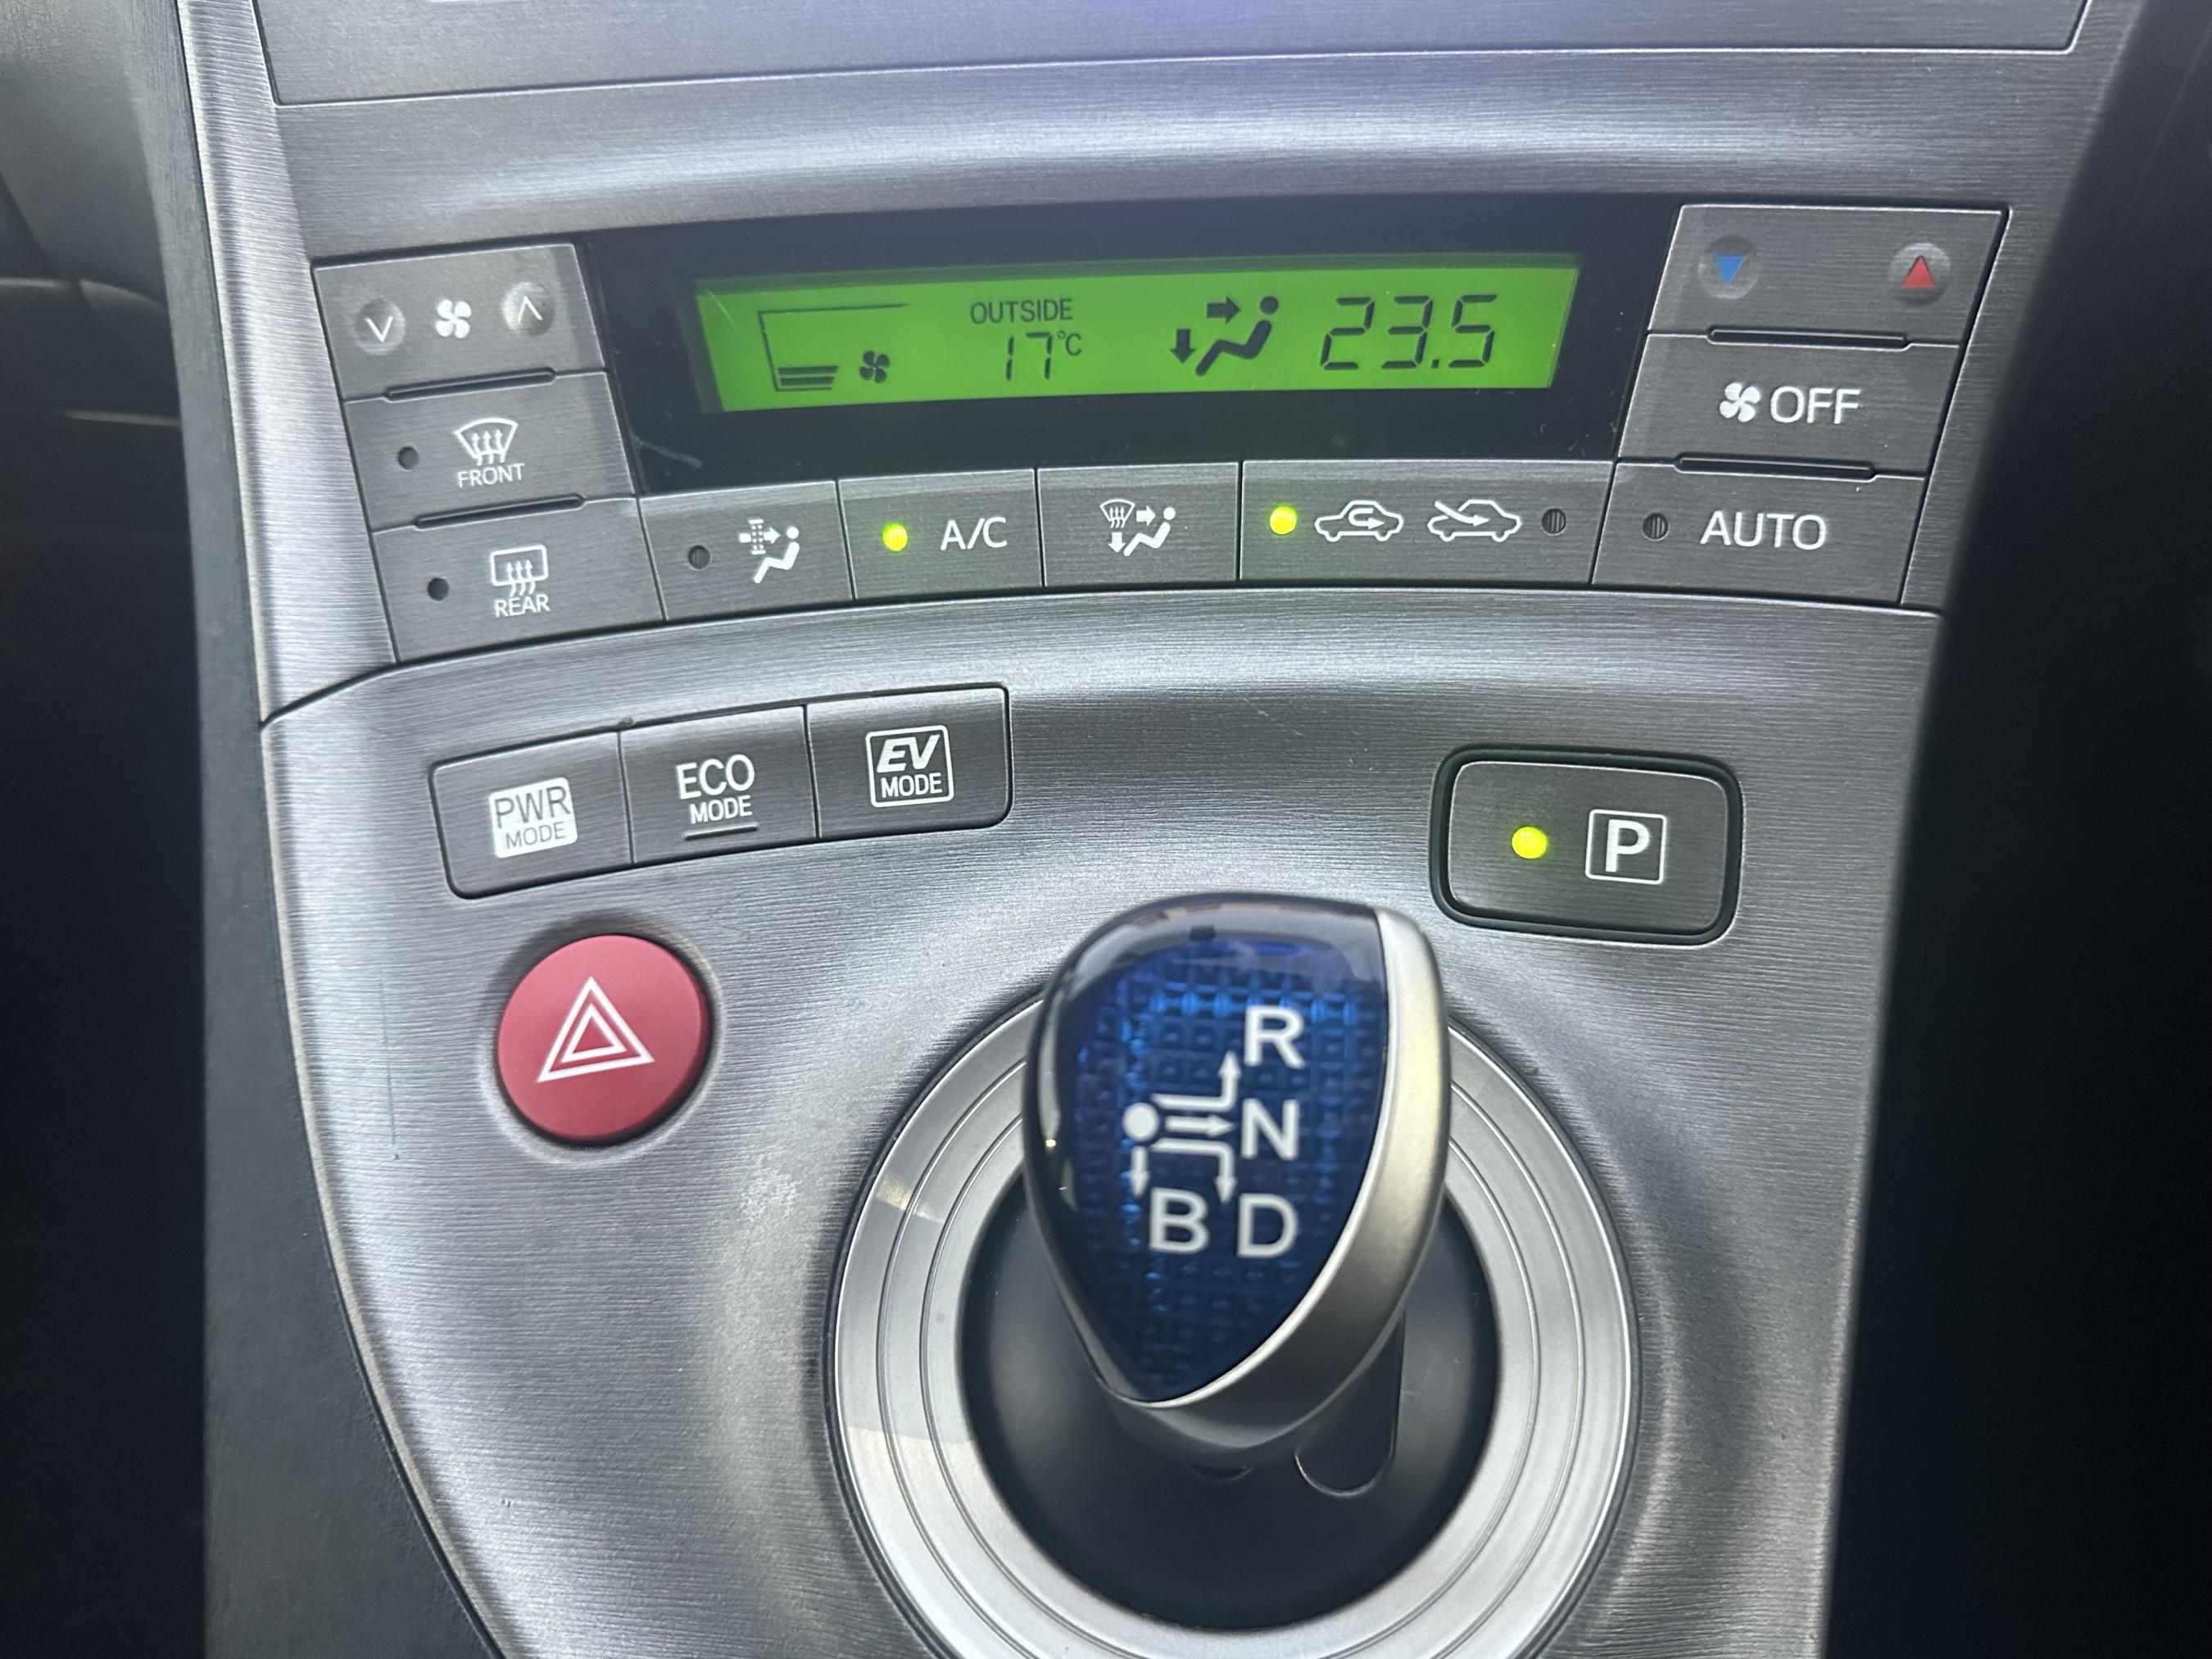 OUTSIDE
17°C
23.5
OFF
FRONT
A/C
AUTO
REAR
PWR
MODE
ECO
MODE
EV
MODE
P
R
N
B D